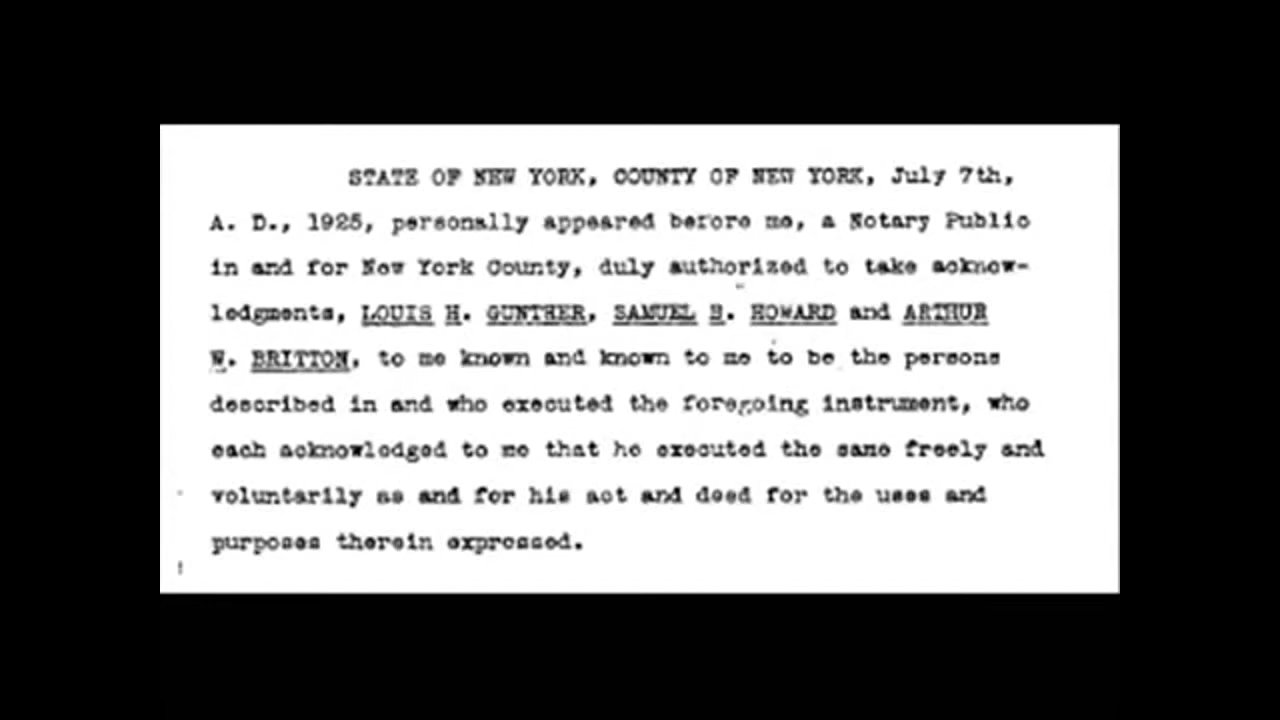 STATE OF NEW YORK, COUNTY OF NEW YORK, July 7th,
A. D., 1925, personally appeared before me, a Notary Public
in and for New York County, duly authorized to take acknow-
ledgments, LOUIS H. GUNTHER, SAMUEL B. HOWARD and ARTHUR
W. BRITTON, to me known and known to me to be the persons
described in and who executed the foregoing instrument, who
each acknowledged to me that he executed the same freely and
voluntarily as and for his act and deed for the uses and
purposes therein expressed.